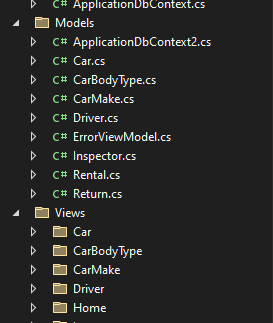 C# ApplicationDbContext.cs
Models
C# ApplicationDbContext2.cs
C# Car.cs
C# CarBodyType.cs
C# CarMake.cs
C# Driver.cs
C# ErrorViewModel.cs
C# Inspector.cs
C# Rental.cs
C# Return.cs
Views
Car
CarBodyType
CarMake
Driver
Home